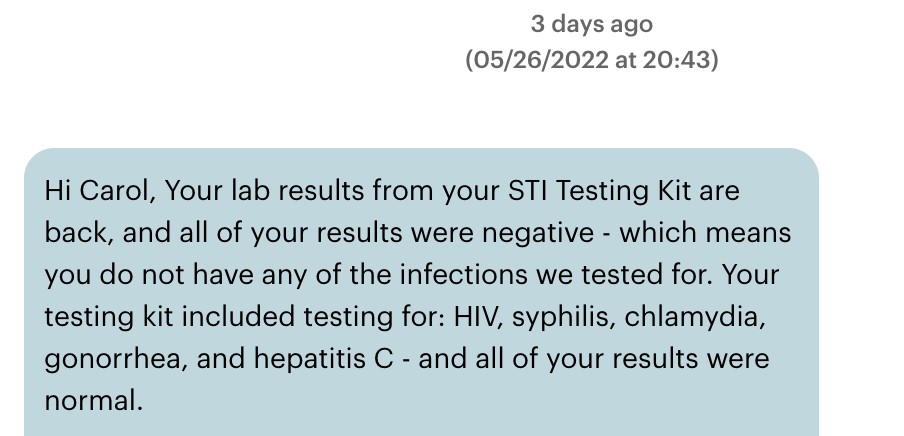 3 days ago
(05/26/2022 at 20:43)
Hi Carol, Your lab results from your STI Testing Kit are
back, and all of your results were negative - which means
you do not have any of the infections we tested for. Your
testing kit included testing for: HIV, syphilis, chlamydia,
gonorrhea, and hepatitis C - and all of your results were
normal.